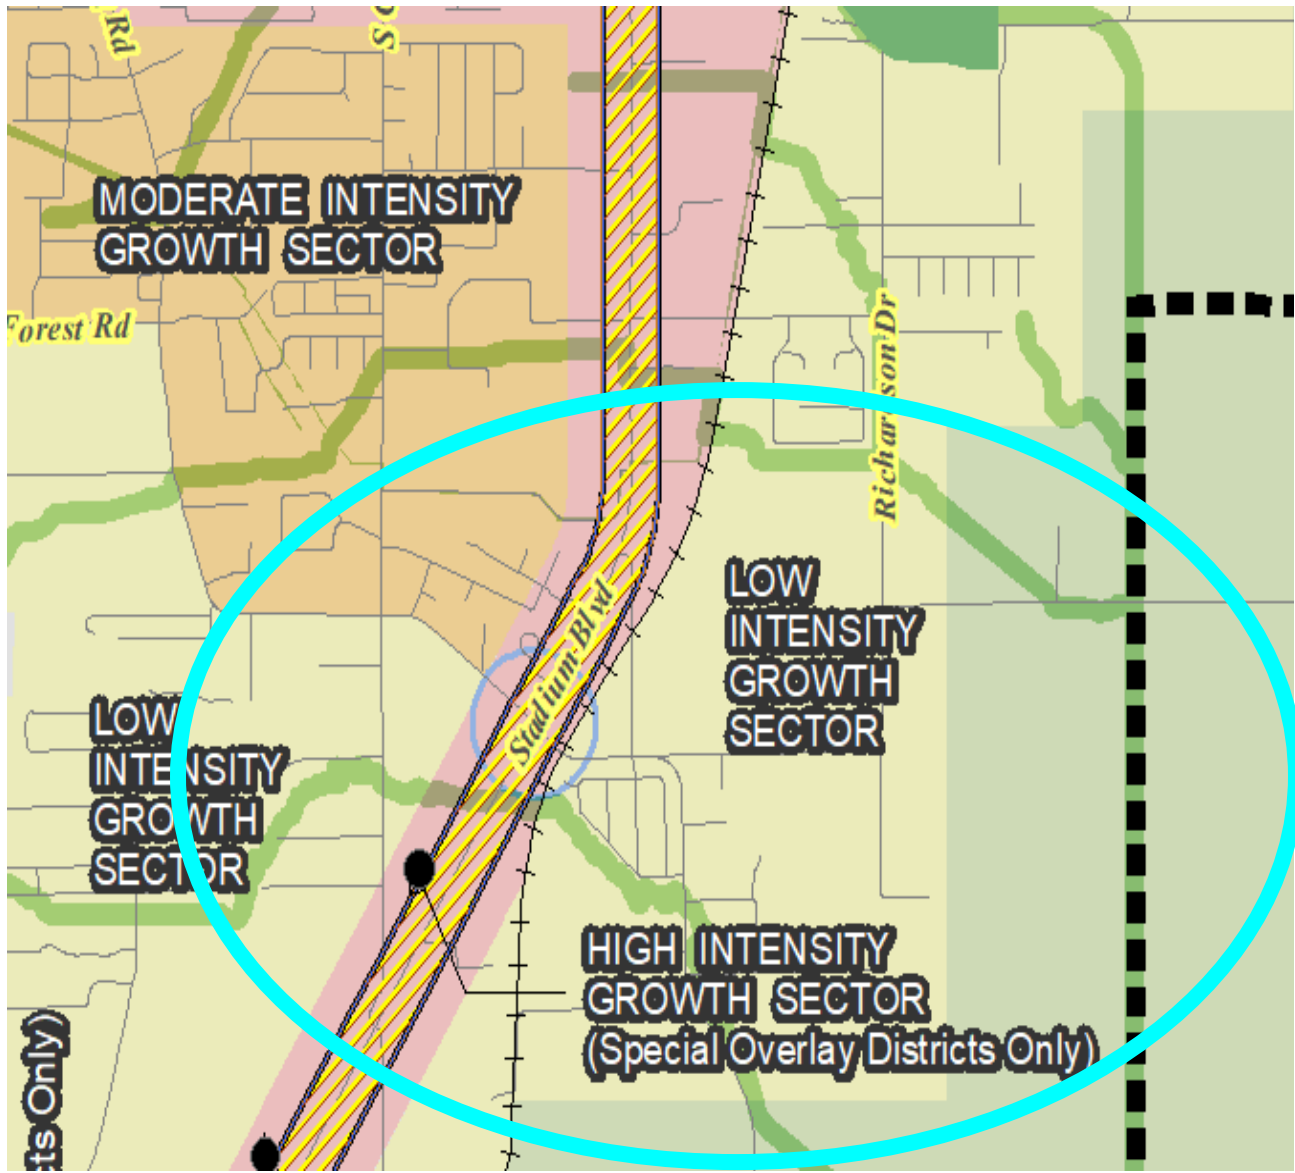 Rd
S
MODERATE INTENSITY
GROWTH SECTOR
Forest Rd
Richardson Dr
LOW
INTENSITY
GROWTH
SECTOR
Stadium Blvd
LOW
INTENSITY
GROWTH
SECTOR
HIGH INTENSITY
GROWTH SECTOR
(Special Overlay Districts Only)
cts Only)